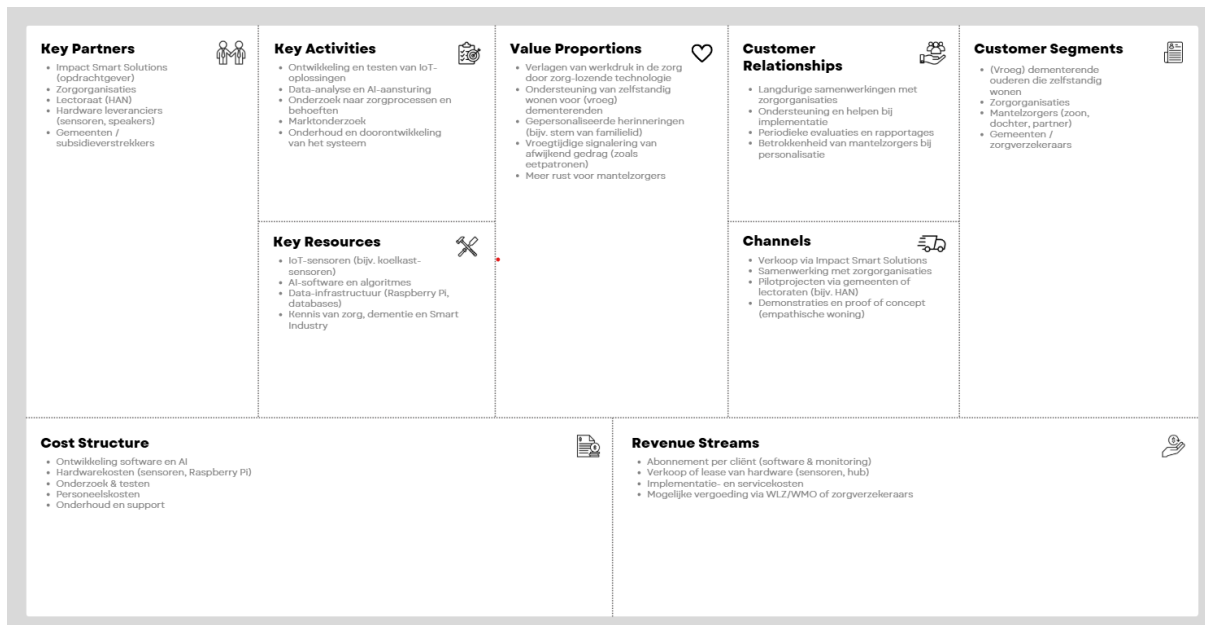 Key Partners
• Impact Smart Solutions
(opdrachtgever)
• Zorgorganisaties
• Lectoraat (HAN)
• Hardware leveranciers
(sensoren, speakers)
• Gemeenten /
subsidieverstrekkers
Key Activities
• Ontwikkeling en testen van IoT-
oplossingen
• Data-analyse en AI-aansturing
• Onderzoek naar zorgprocessen en
behoeften
• Marktonderzoek
• Onderhoud en doorontwikkeling
van het systeem
Key Resources
• IoT-sensoren (bijv. koelkast-
sensoren)
• AI-software en algoritmes
• Data-infrastructuur (Raspberry Pi,
databases)
• Kennis van zorg, dementie en Smart
Industry
Value Proportions
• Verlagen van werkdruk in de zorg
door zorg-lozende technologie
• Ondersteuning van zelfstandig
wonen voor (vroeg)
dementerenden
• Gepersonaliseerde herinneringen
(bijv. stem van familielid)
• Vroegtijdige signalering van
afwijkend gedrag (zoals
eetpatronen)
• Meer rust voor mantelzorgers
Customer
Relationships
• Langdurige samenwerkingen met
zorgorganisaties
• Ondersteuning en helpen bij
implementatie
• Periodieke evaluaties en rapportages
• Betrokkenheid van mantelzorgers bij
personalisatie
Channels
• Verkoop via Impact Smart Solutions
• Samenwerking met zorgorganisaties
• Pilotprojecten via gemeenten of
lectoraten (bijv. HAN)
• Demonstraties en proof of concept
(empathische woning)
Customer Segments
• (Vroeg) dementerende
ouderen die zelfstandig
wonen
• Zorgorganisaties
• Mantelzorgers (zoon,
dochter, partner)
• Gemeenten /
zorgverzekeraars
Cost Structure
• Ontwikkeling software en AI
• Hardwarekosten (sensoren, Raspberry Pi)
• Onderzoek & testen
• Personeelskosten
• Onderhoud en support
Revenue Streams
• Abonnement per cliënt (software & monitoring)
• Verkoop of lease van hardware (sensoren, hub)
• Implementatie- en servicekosten
• Mogelijke vergoeding via WLZ/WMO of zorgverzekeraars